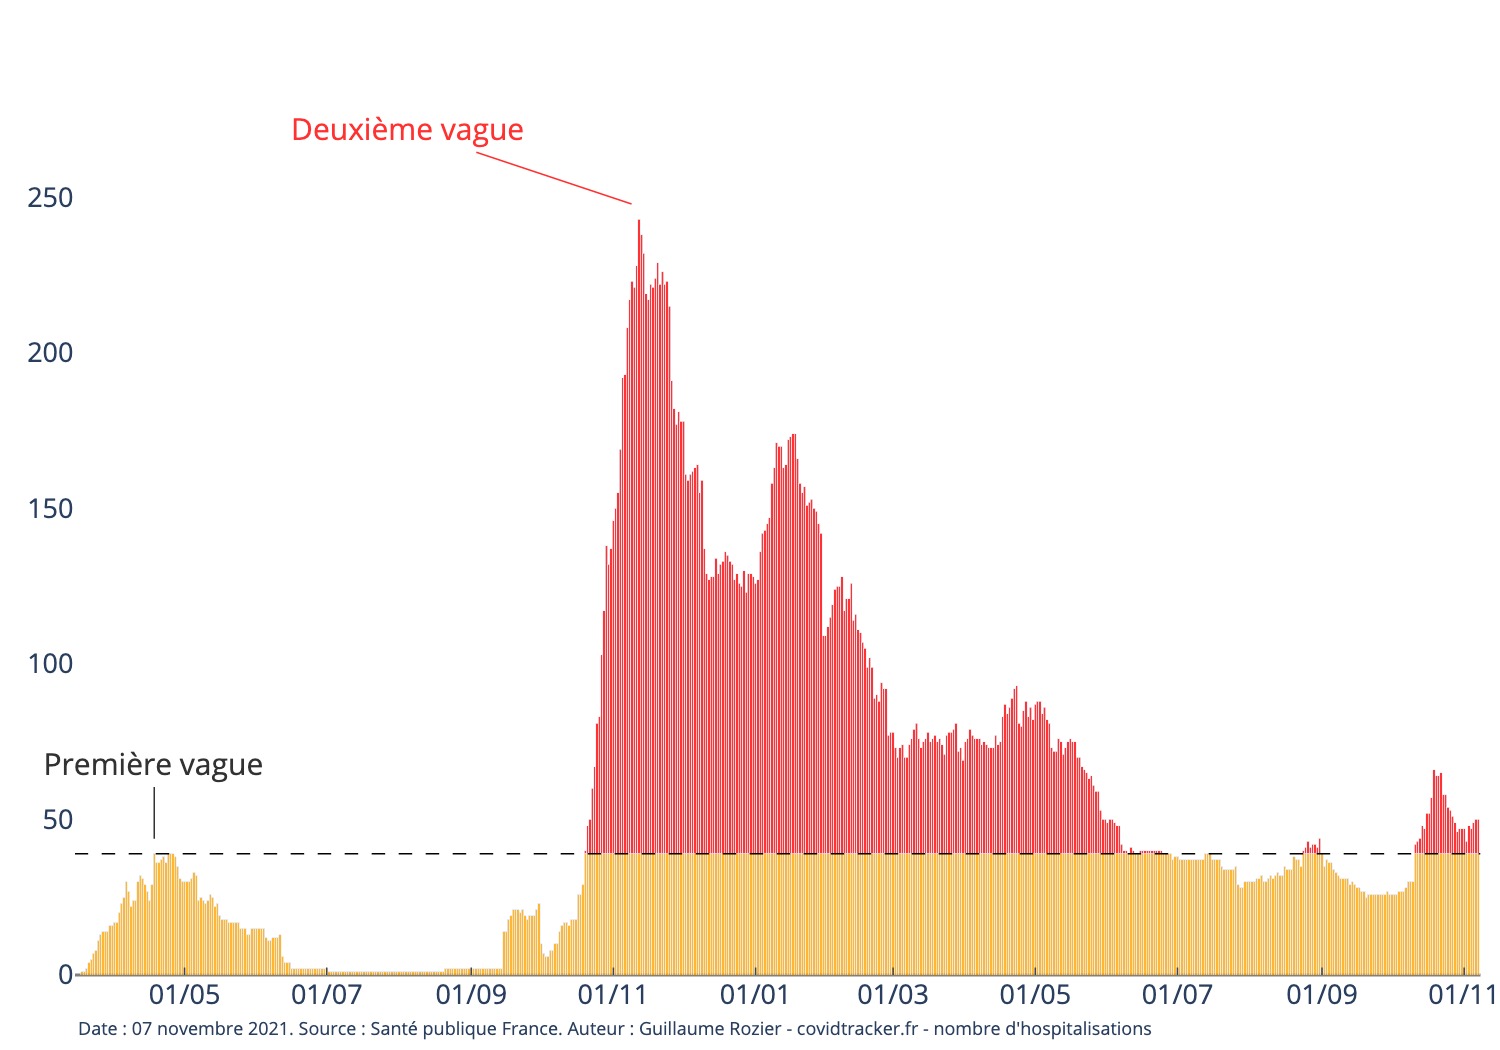 Deuxième vague
250
200
150
100
Première vague
50
0
01/05 01/07 01/09 01/11 01/01 01/03 01/05 01/07 01/09 01/11
Date : 07 novembre 2021. Source : Santé publique France. Auteur : Guillaume Rozier - covidtracker.fr - nombre d'hospitalisations